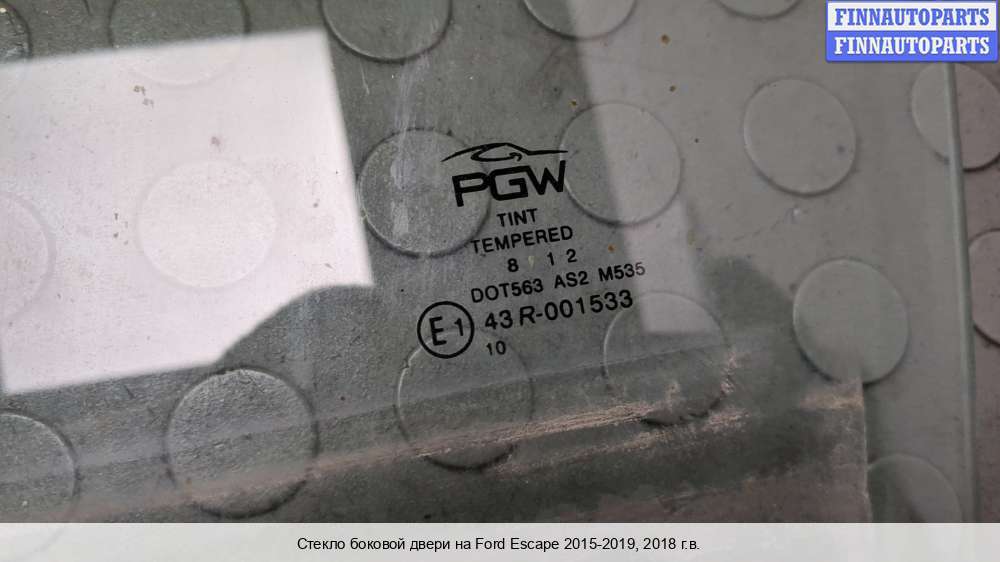 FINNAUTOPARTS
FINNAUTOPARTS
PGW
TINT
TEMPERED
8 1 2
DOT563 AS2 M535
E1 43R-001533
10
Стекло боковой двери на Ford Escape 2015-2019, 2018 г.в.